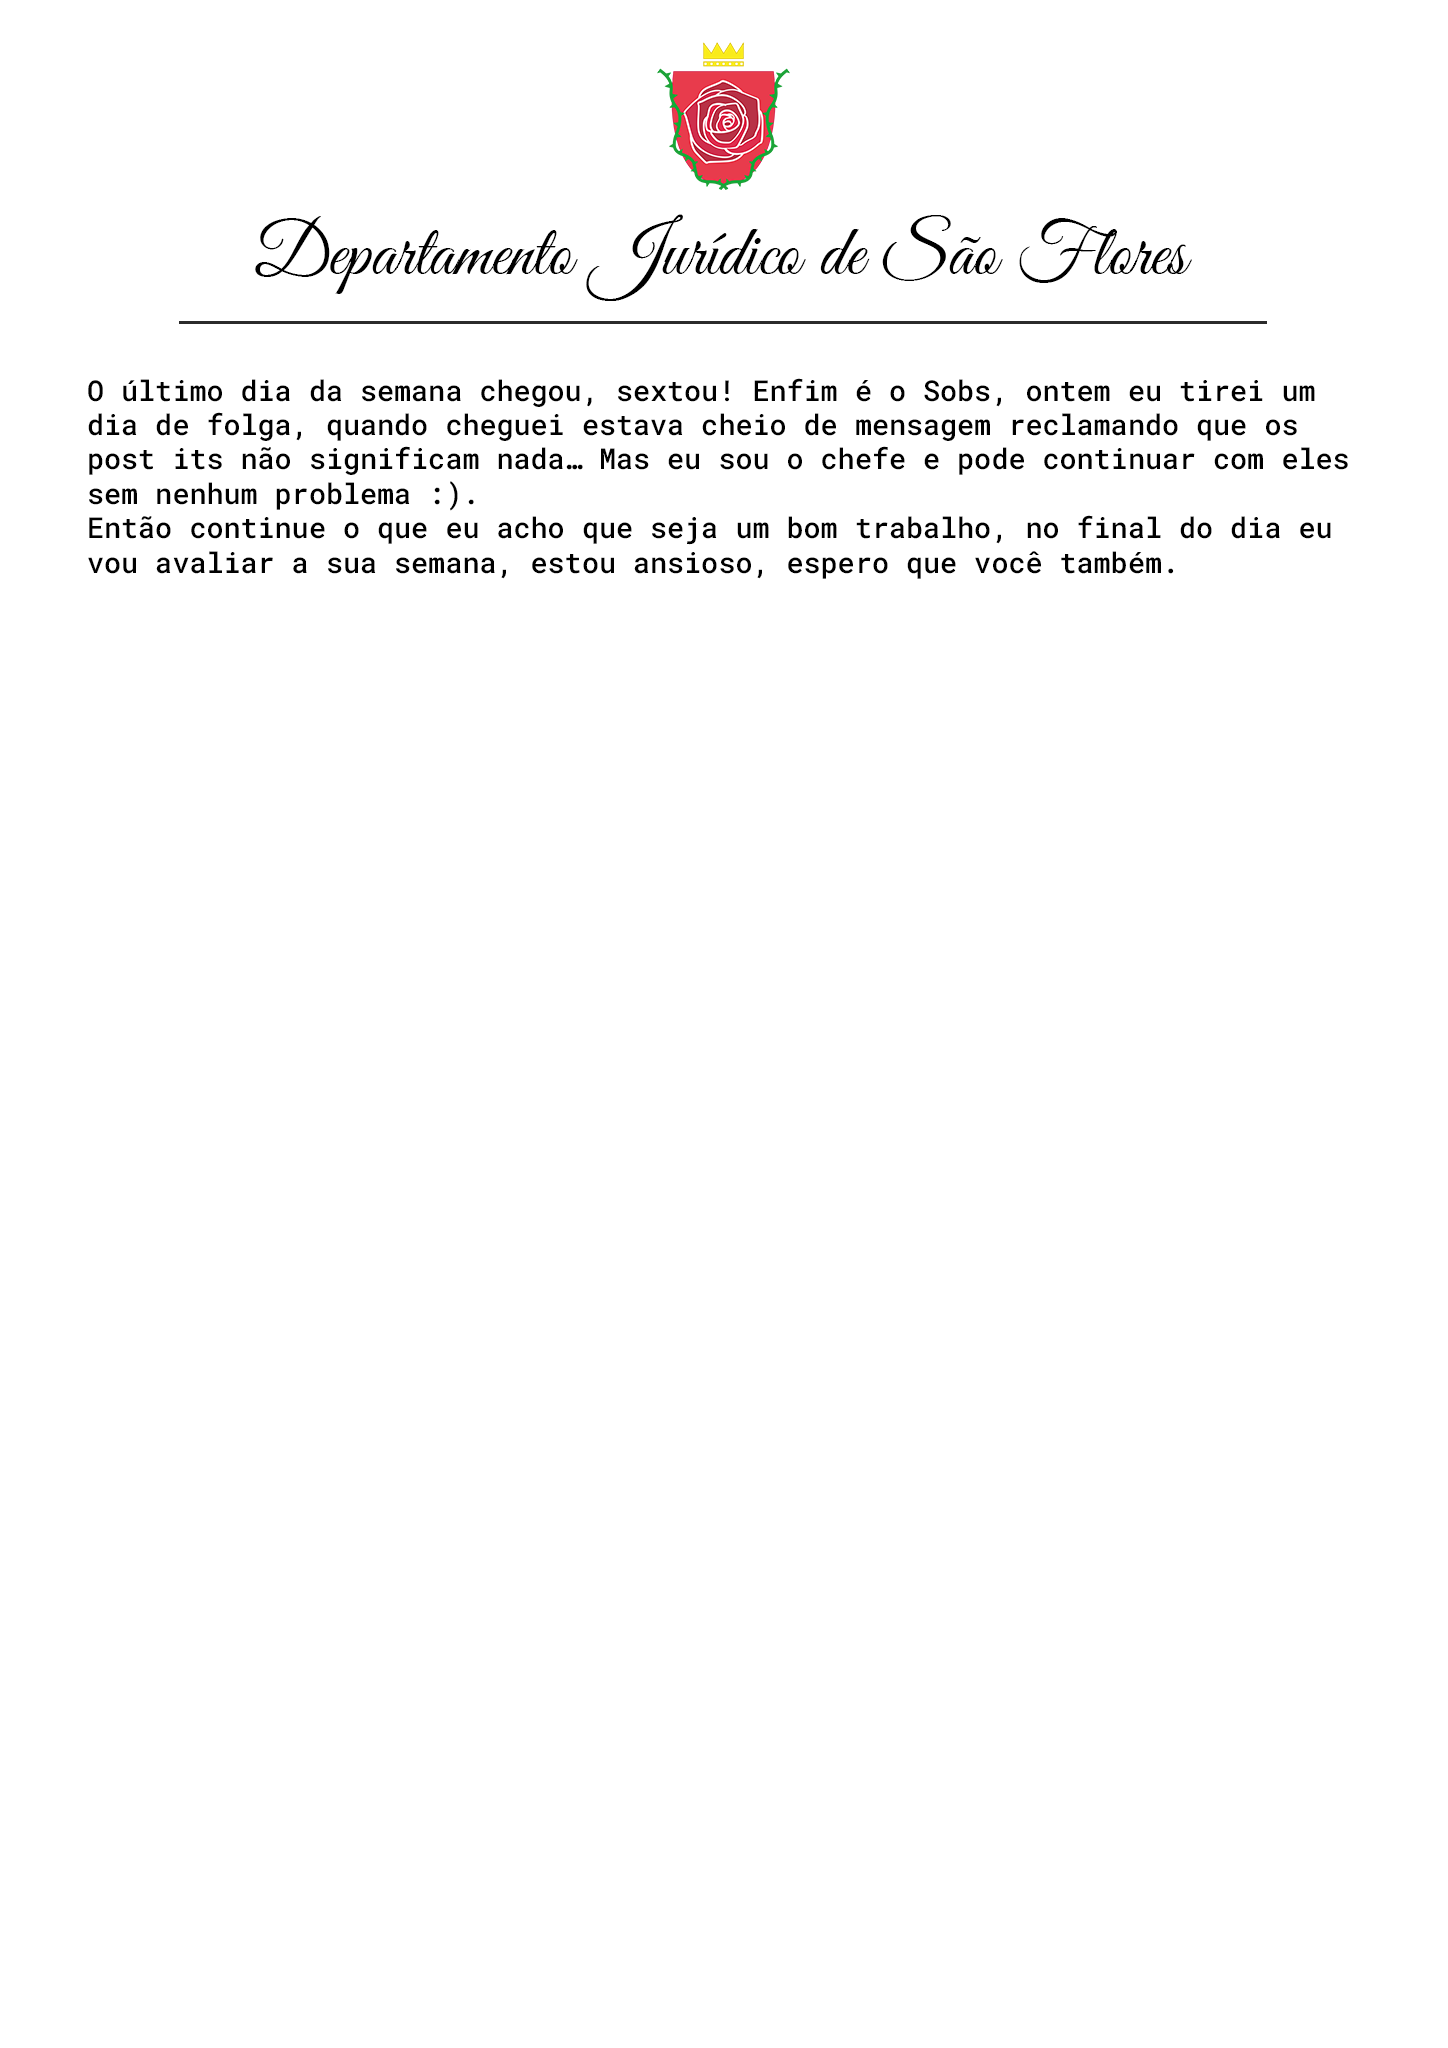 Departamento Jurídico de São Flores
O último dia da semana chegou, sextou! Enfim é o Sobs, ontem eu tirei um
dia de folga, quando cheguei estava cheio de mensagem reclamando que os
post its não significam nada… Mas eu sou o chefe e pode continuar com eles
sem nenhum problema :).
Então continue o que eu acho que seja um bom trabalho, no final do dia eu
vou avaliar a sua semana, estou ansioso, espero que você também.